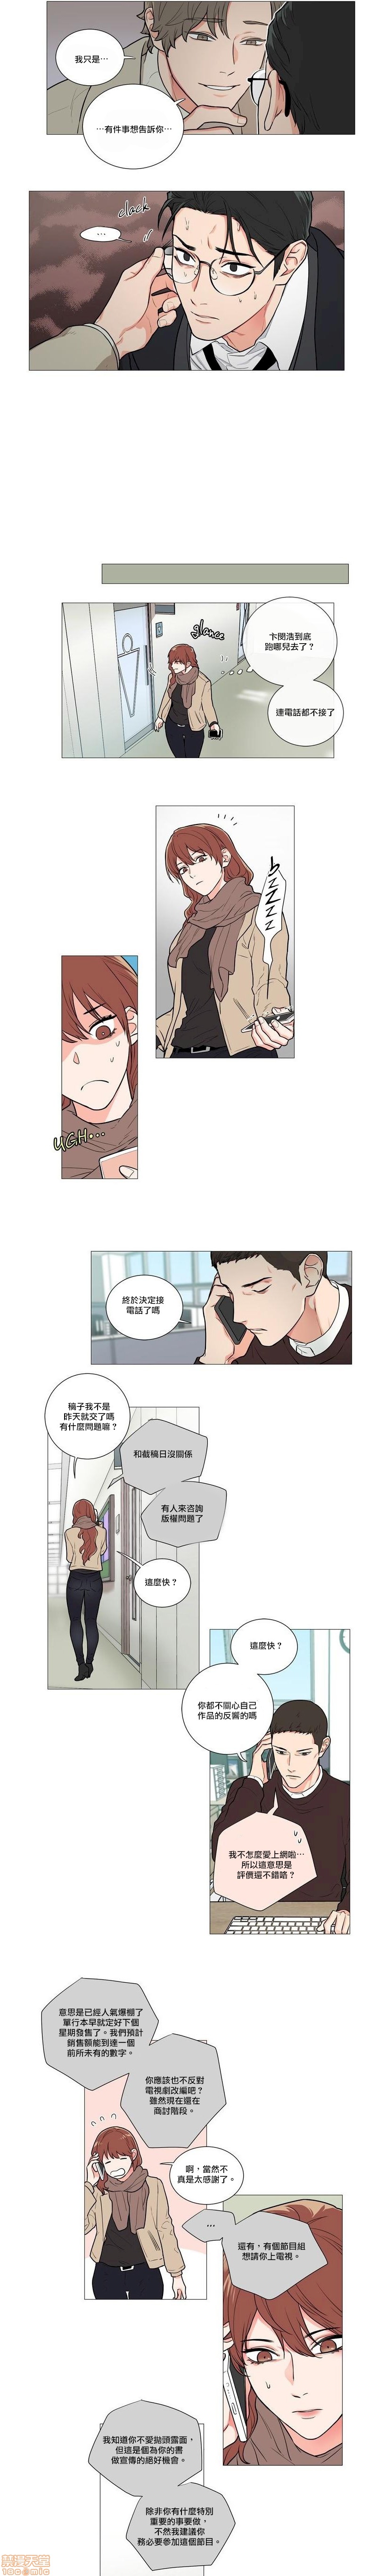 我只是…
…有件事想告訴你…
clack
…
glance
卞閔浩到底
跑哪兒去了？
連電話都不接了
bzzzzz
UGH…
終於決定接
電話了嗎
稿子我不是
昨天就交了嗎
有什麼問題嘛？
和截稿日沒關係
有人來咨詢
版權問題了
這麼快？
這麼快？
你都不關心自己
作品的反響的嗎
我不怎麼愛上網啦…
所以這意思是
評價還不錯嗒？
意思是已經人氣爆棚了
單行本早就定好下個
星期發售了。我們預計
銷售額能到達一個
前所未有的數字。
你應該也不反對
電視劇改編吧？
雖然現在還在
商討階段。
啊，當然不
真是太感謝了。
…
還有，有個節目組
想請你上電視。
我知道你不愛拋頭露面，
但這是個為你的書
做宣傳的絕好機會。
除非你有什麼特別
重要的事要做，
不然我建議你
務必要參加這個節目。